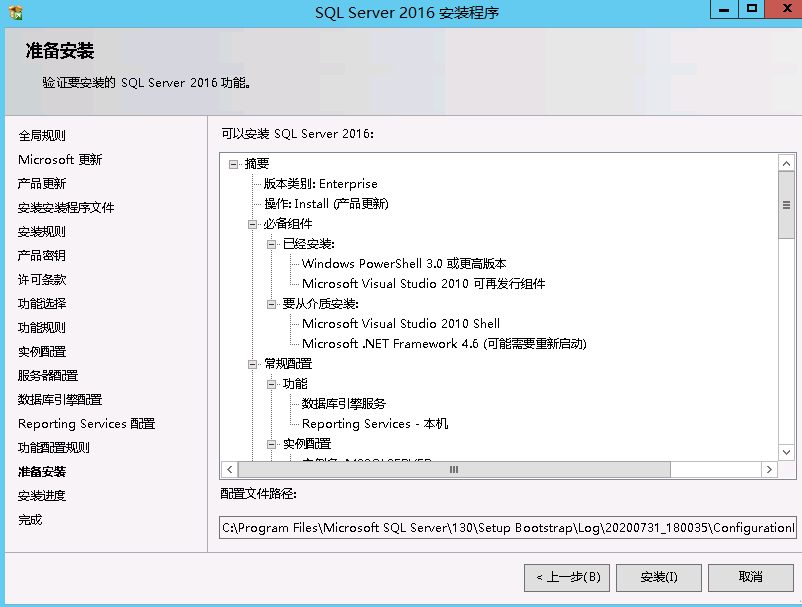 SQL Server 2016 安装程序
准备安装
验证要安装的 SQL Server 2016 功能。
全局规则
Microsoft 更新
产品更新
安装安装程序文件
安装规则
产品密钥
许可条款
功能选择
功能规则
实例配置
服务器配置
数据库引擎配置
Reporting Services 配置
功能配置规则
准备安装
安装进度
完成
可以安装 SQL Server 2016:
摘要
版本类别: Enterprise
操作: Install (产品更新)
必备组件
已经安装:
Windows PowerShell 3.0 或更高版本
Microsoft Visual Studio 2010 可再发行组件
要从介质安装:
Microsoft Visual Studio 2010 Shell
Microsoft .NET Framework 4.6 (可能需要重新启动)
常规配置
功能
数据库引擎服务
Reporting Services - 本机
实例配置
配置文件路径:
C:\Program Files\Microsoft SQL Server\130\Setup Bootstrap\Log\20200731_180035\Configuration
< 上一步(B)
安装(I)
取消